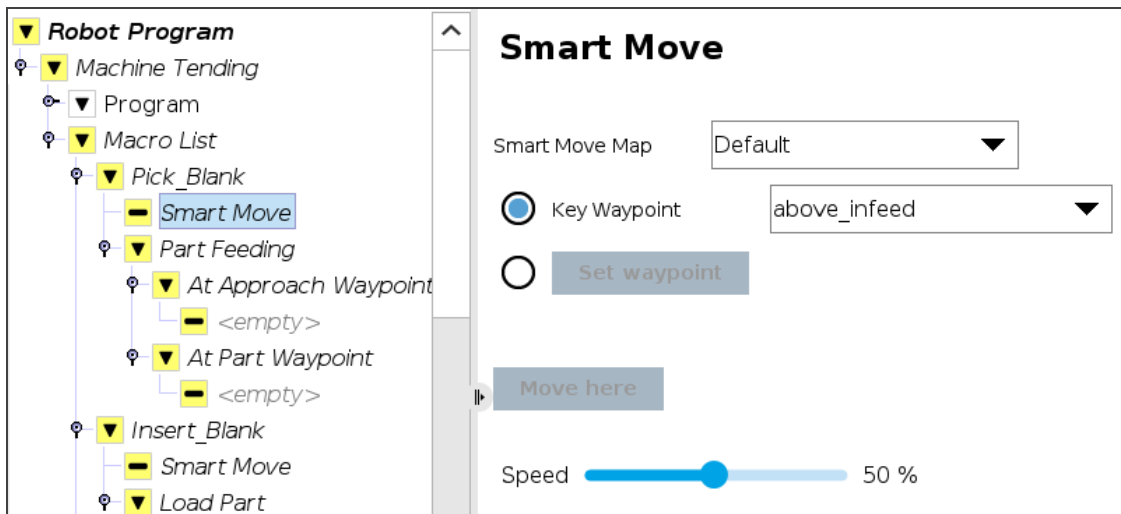 Robot Program
Machine Tending
Program
Macro List
Pick_Blank
Smart Move
Part Feeding
At Approach Waypoint
<empty>
At Part Waypoint
<empty>
Insert_Blank
Smart Move
Load Part
Smart Move
Smart Move Map Default
Key Waypoint above_infeed
Set waypoint
Move here
Speed 50 %